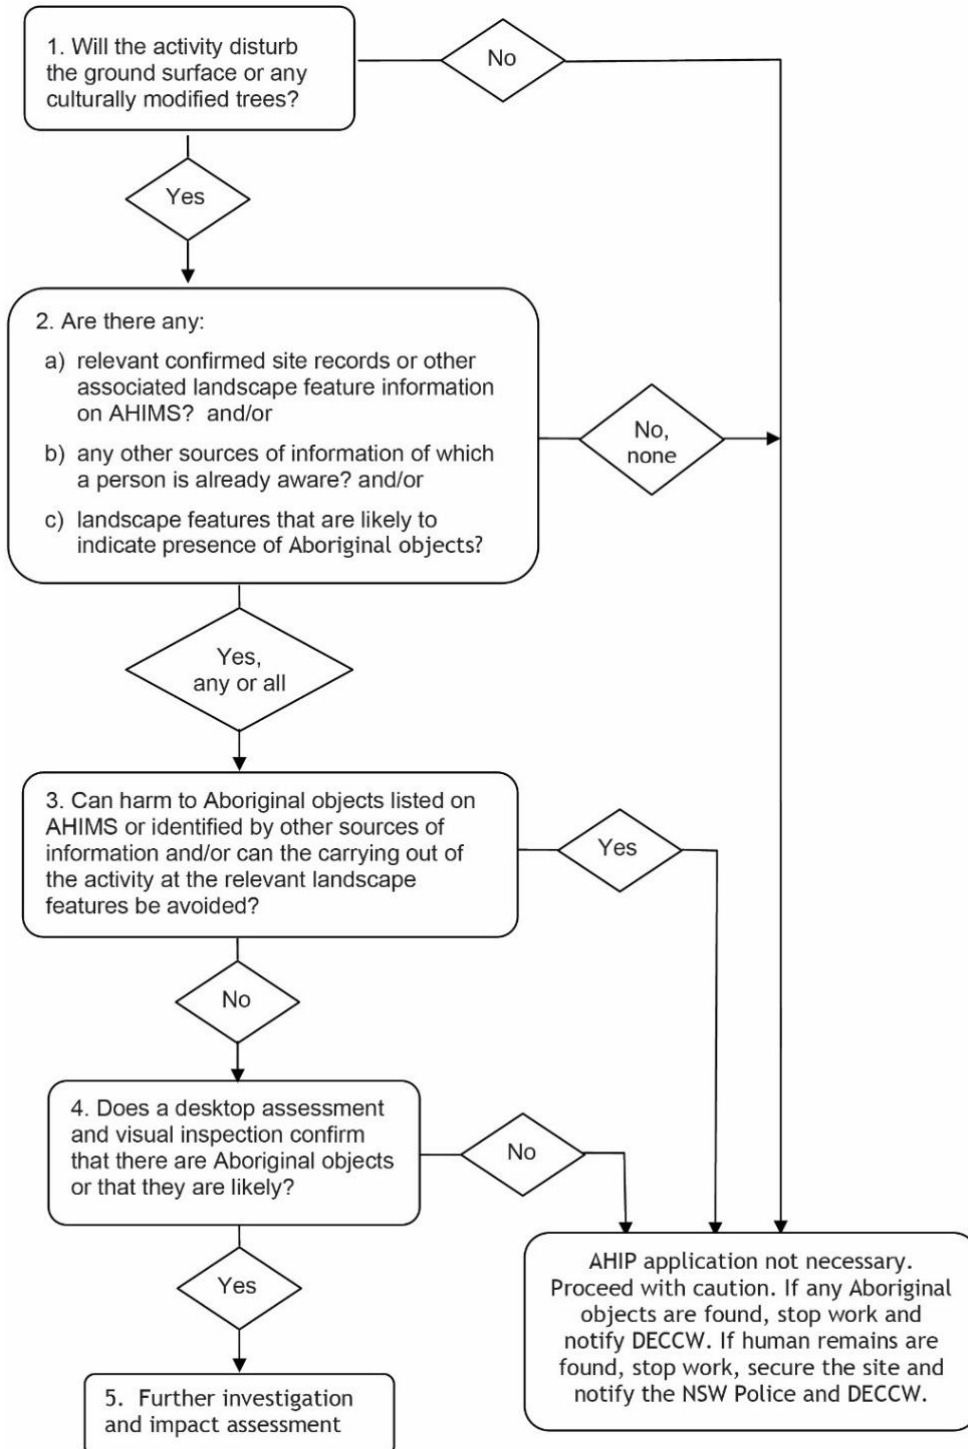 1. Will the activity disturb
the ground surface or any
culturally modified trees?
No
Yes
2. Are there any:
a) relevant confirmed site records or other
associated landscape feature information
on AHIMS? and/or
b) any other sources of information of which
a person is already aware? and/or
c) landscape features that are likely to
indicate presence of Aboriginal objects?
No,
none
Yes,
any or all
3. Can harm to Aboriginal objects listed on
AHIMS or identified by other sources of
information and/or can the carrying out of
the activity at the relevant landscape
features be avoided?
Yes
No
4. Does a desktop assessment
and visual inspection confirm
that there are Aboriginal objects
or that they are likely?
No
Yes
5. Further investigation
and impact assessment
AHIP application not necessary.
Proceed with caution. If any Aboriginal
objects are found, stop work and
notify DECCW. If human remains are
found, stop work, secure the site and
notify the NSW Police and DECCW.